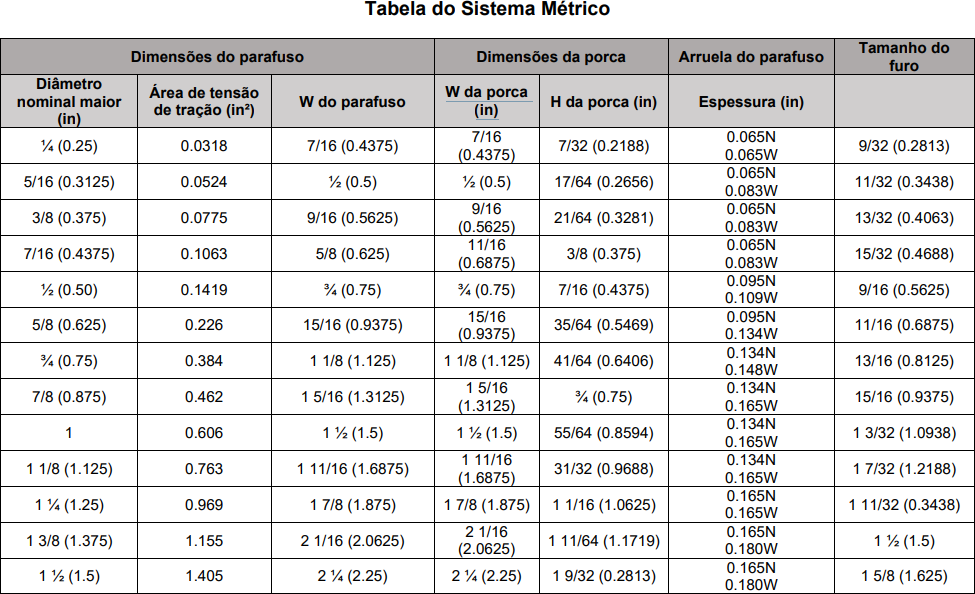 Tabela do Sistema Métrico
Dimensões do parafuso Dimensões da porca Arruela do parafuso Tamanho do furo
Diâmetro nominal maior (in) Área de tensão de tração (in²) W do parafuso W da porca (in) H da porca (in) Espessura (in)
¼ (0.25) 0.0318 7/16 (0.4375) 7/16 (0.4375) 7/32 (0.2188) 0.065N 0.065W 9/32 (0.2813)
5/16 (0.3125) 0.0524 ½ (0.5) ½ (0.5) 17/64 (0.2656) 0.065N 0.083W 11/32 (0.3438)
3/8 (0.375) 0.0775 9/16 (0.5625) 9/16 (0.5625) 21/64 (0.3281) 0.065N 0.083W 13/32 (0.4063)
7/16 (0.4375) 0.1063 5/8 (0.625) 11/16 (0.6875) 3/8 (0.375) 0.065N 0.083W 15/32 (0.4688)
½ (0.50) 0.1419 ¾ (0.75) ¾ (0.75) 7/16 (0.4375) 0.095N 0.109W 9/16 (0.5625)
5/8 (0.625) 0.226 15/16 (0.9375) 15/16 (0.9375) 35/64 (0.5469) 0.095N 0.134W 11/16 (0.6875)
¾ (0.75) 0.384 1 1/8 (1.125) 1 1/8 (1.125) 41/64 (0.6406) 0.134N 0.148W 13/16 (0.8125)
7/8 (0.875) 0.462 1 5/16 (1.3125) 1 5/16 (1.3125) ¾ (0.75) 0.134N 0.165W 15/16 (0.9375)
1 0.606 1 ½ (1.5) 1 ½ (1.5) 55/64 (0.8594) 0.134N 0.165W 1 3/32 (1.0938)
1 1/8 (1.125) 0.763 1 11/16 (1.6875) 1 11/16 (1.6875) 31/32 (0.9688) 0.134N 0.165W 1 7/32 (1.2188)
1 ¼ (1.25) 0.969 1 7/8 (1.875) 1 7/8 (1.875) 1 1/16 (1.0625) 0.165N 0.165W 1 11/32 (0.3438)
1 3/8 (1.375) 1.155 2 1/16 (2.0625) 2 1/16 (2.0625) 1 11/64 (1.1719) 0.165N 0.180W 1 ½ (1.5)
1 ½ (1.5) 1.405 2 ¼ (2.25) 2 ¼ (2.25) 1 9/32 (0.2813) 0.165N 0.180W 1 5/8 (1.625)